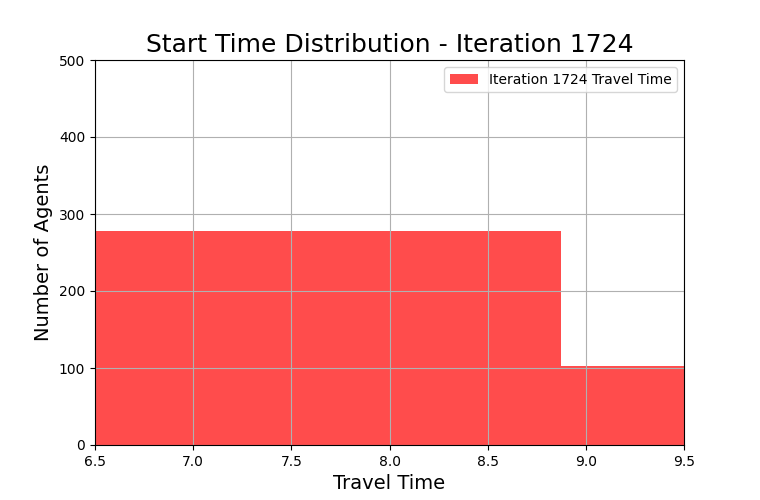 Start Time Distribution - Iteration 1724
Iteration 1724 Travel Time
Number of Agents
500
400
300
200
100
0
6.5 7.0 7.5 8.0 8.5 9.0 9.5
Travel Time